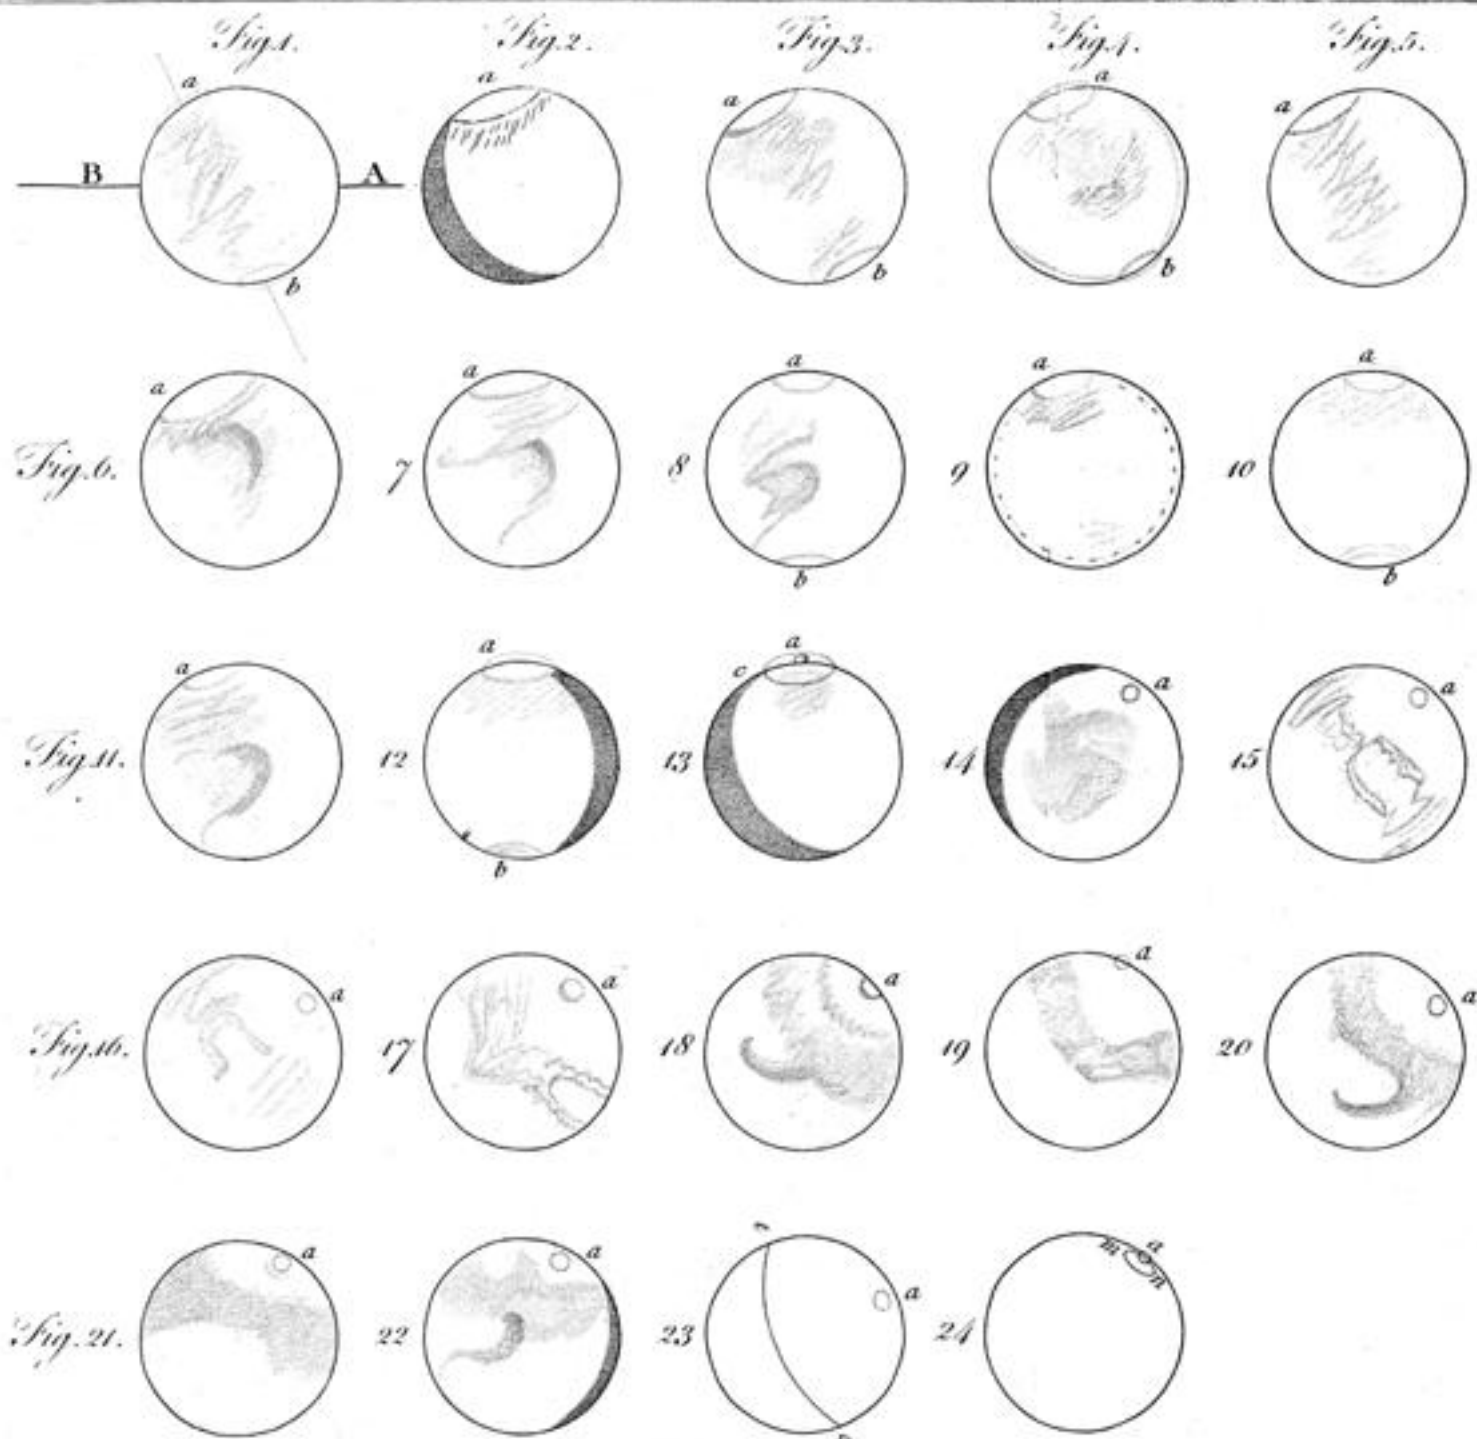 Fig.1. Fig.2. Fig.3. Fig.4. Fig.5.
a a a a a
B A
b b b
a a a a a
Fig.6. 7 8 9 10
b b
a a a a a
Fig.11. 12 13 14 15
c
b
a a a a a
Fig.16. 17 18 19 20
a a a a
Fig.21. 22 23 24
m n